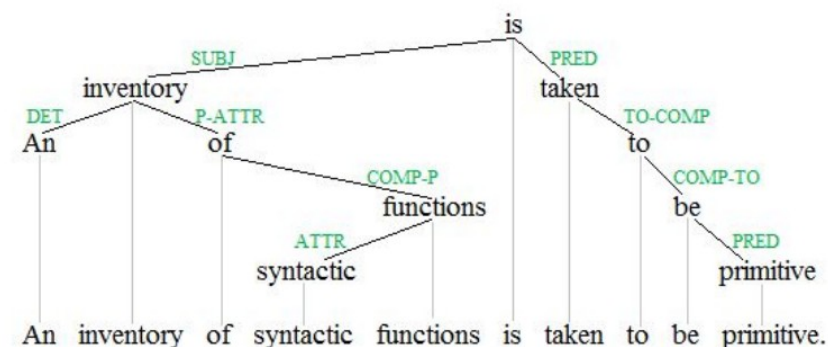 is
SUBJ PRED
inventory taken
DET P-ATTR TO-COMP
An of to
COMP-P COMP-TO
functions be
ATTR PRED
syntactic primitive
An inventory of syntactic functions is taken to be primitive.